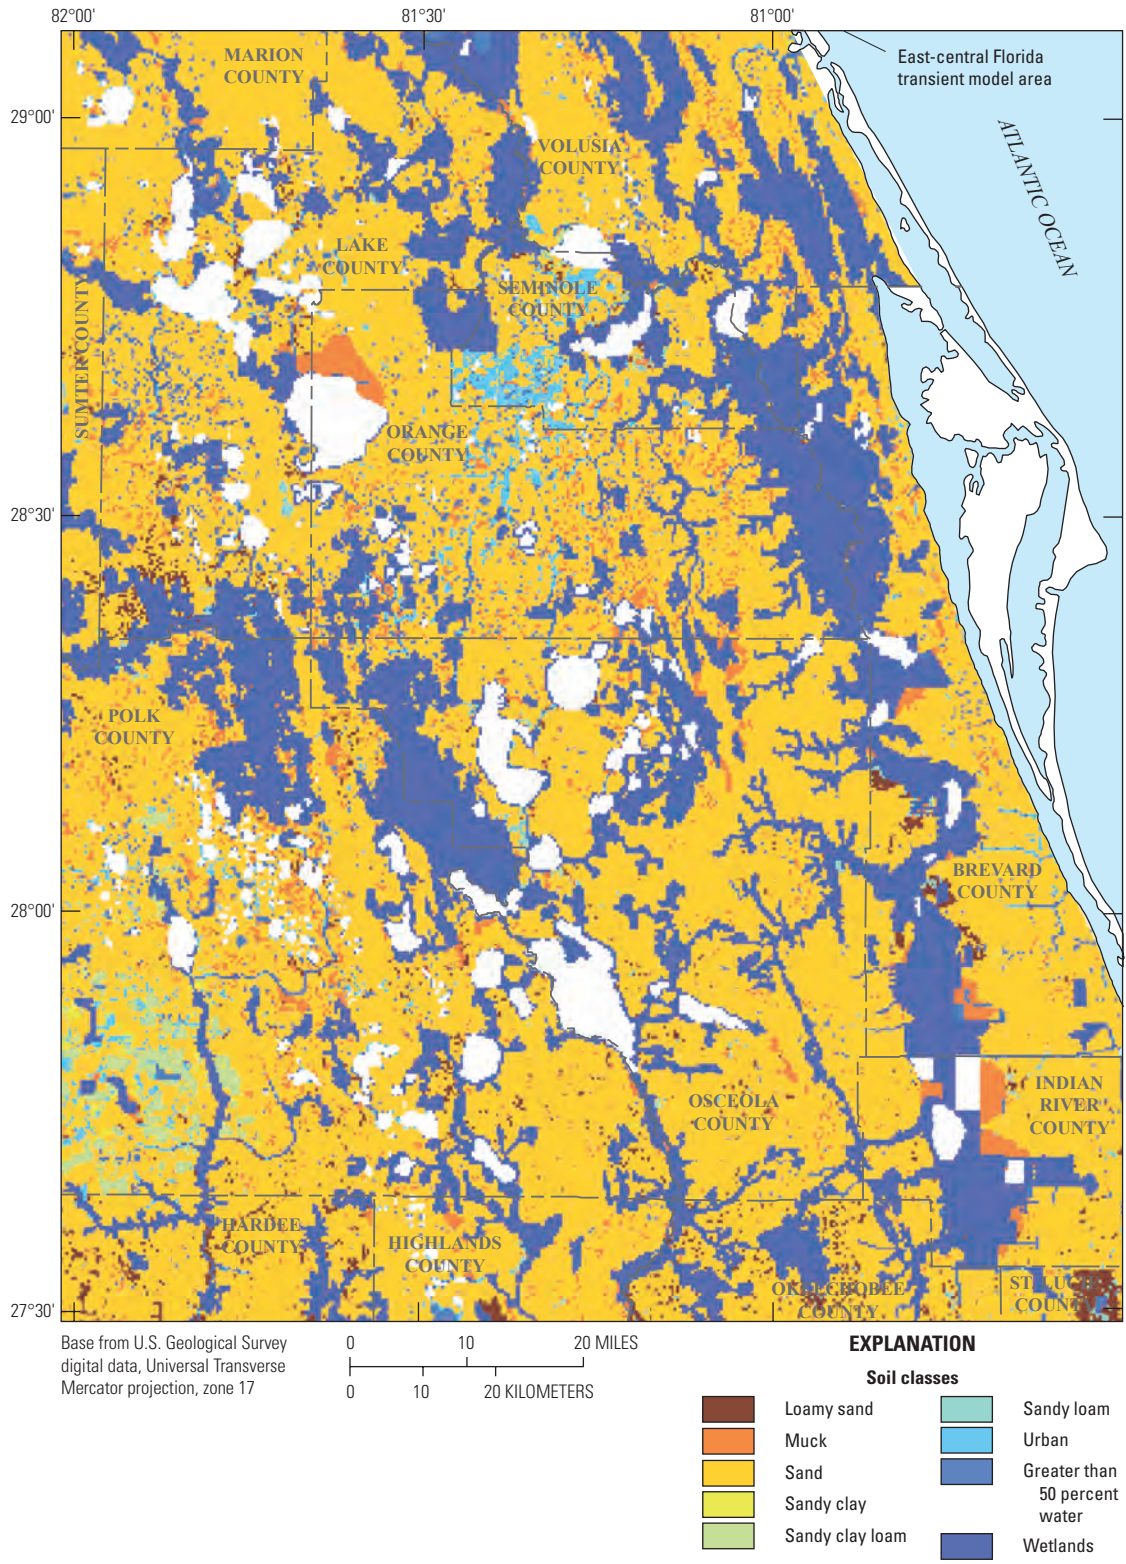 82°00'
81°30'
81°00'
East-central Florida
transient model area
MARION
COUNTY
29°00'
VOLUSIA
COUNTY
ATLANTIC OCEAN
LAKE
COUNTY
SEMINOLE
COUNTY
SUMTER COUNTY
ORANGE
COUNTY
28°30'
POLK
COUNTY
BREVARD
COUNTY
28°00'
OSCEOLA
COUNTY
INDIAN
RIVER
COUNTY
HARDEE
COUNTY
HIGHLANDS
COUNTY
OKEECHOBEE
COUNTY
ST LUCIE
COUNTY
27°30'
Base from U.S. Geological Survey
digital data, Universal Transverse
Mercator projection, zone 17
0 10 20 MILES
0 10 20 KILOMETERS
EXPLANATION
Soil classes
Loamy sand
Muck
Sand
Sandy clay
Sandy clay loam
Sandy loam
Urban
Greater than
50 percent
water
Wetlands